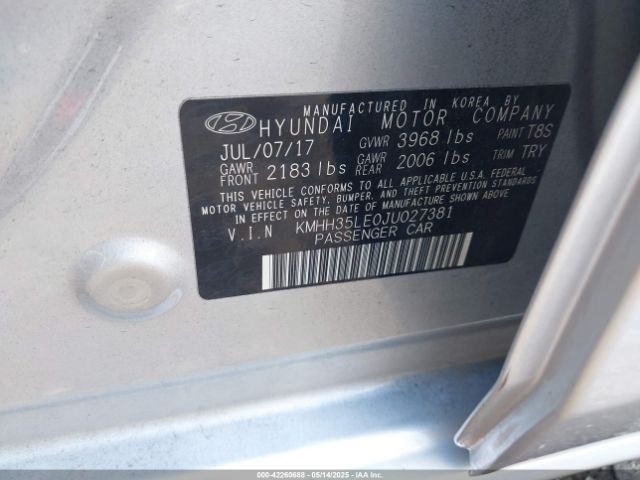 MANUFACTURED IN KOREA BY
HYUNDAI MOTOR COMPANY
JUL/07/17 GVWR 3968 lbs PAINT T8S
GAWR FRONT 2183 lbs GAWR REAR 2006 lbs TRIM TRY
THIS VEHICLE CONFORMS TO ALL APPLICABLE U.S.A. FEDERAL
MOTOR VEHICLE SAFETY, BUMPER, AND THEFT PREVENTION STANDARDS
IN EFFECT ON THE DATE OF MANUFACTURE SHOWN ABOVE.
V.I.N KMHH35LE0JU027381
PASSENGER CAR
000-42260688 05/14/2025 IAAI.COM